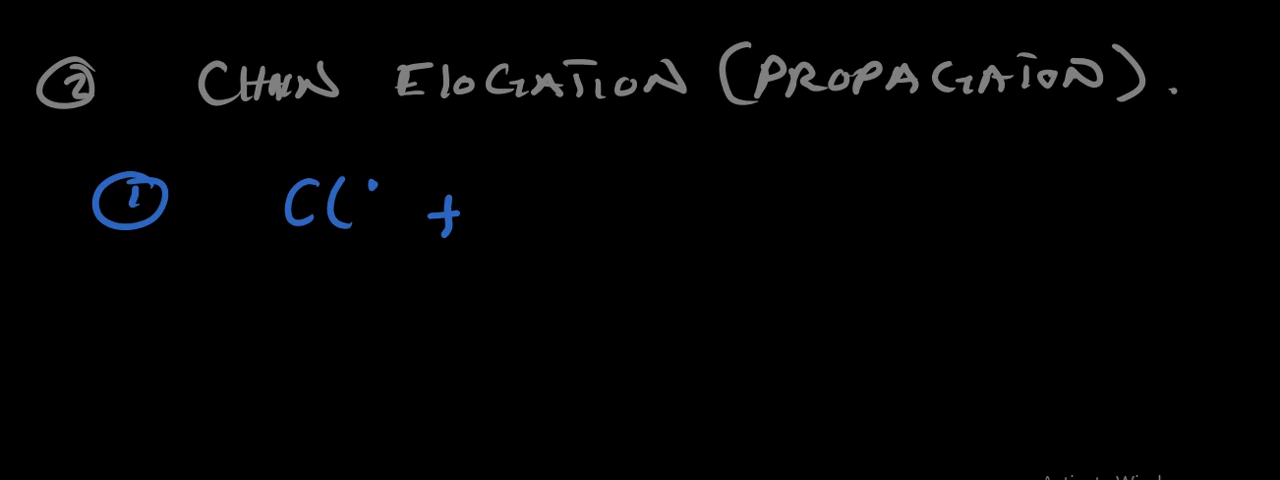 ② CHAIN ElOGATION (PROPAGATION).
① Cl· +